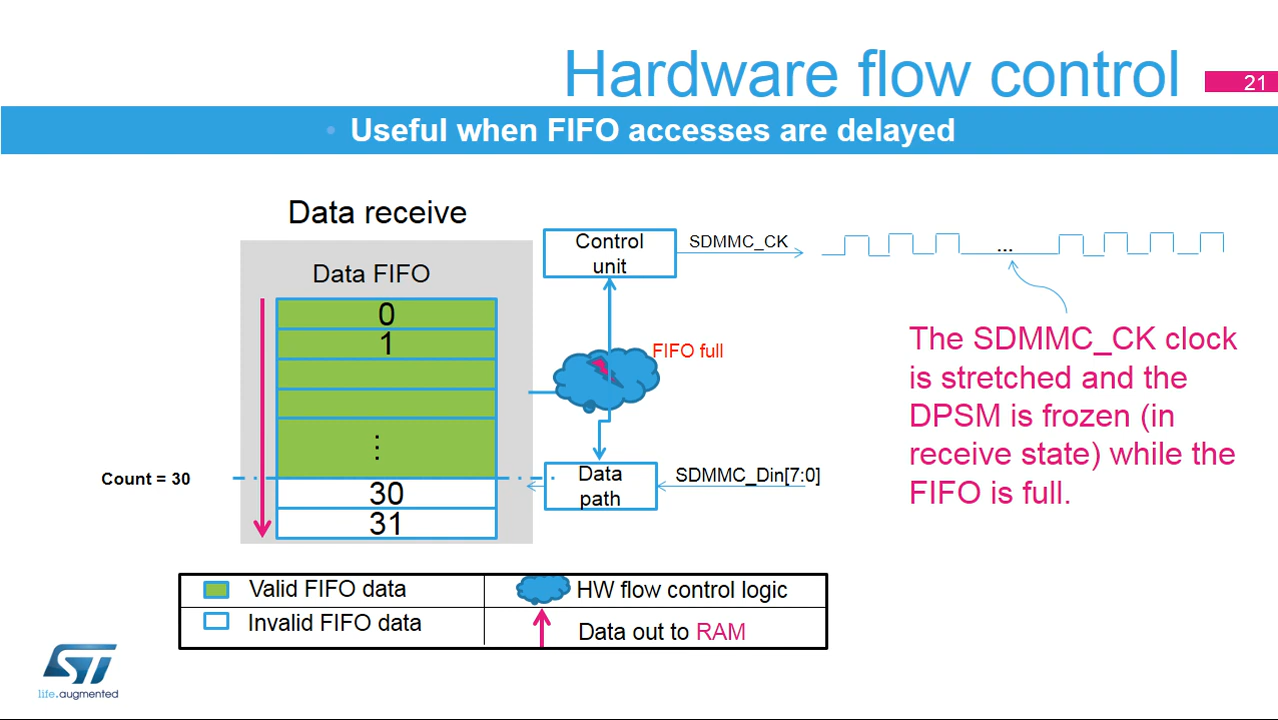 Hardware flow control
21
• Useful when FIFO accesses are delayed
Data receive
Data FIFO
0
1
⋮
30
31
Count = 30
Control
unit
SDMMC_CK
...
FIFO full
Data
path
SDMMC_Din[7:0]
The SDMMC_CK clock
is stretched and the
DPSM is frozen (in
receive state) while the
FIFO is full.
Valid FIFO data
HW flow control logic
Invalid FIFO data
Data out to RAM
ST
life.augmented